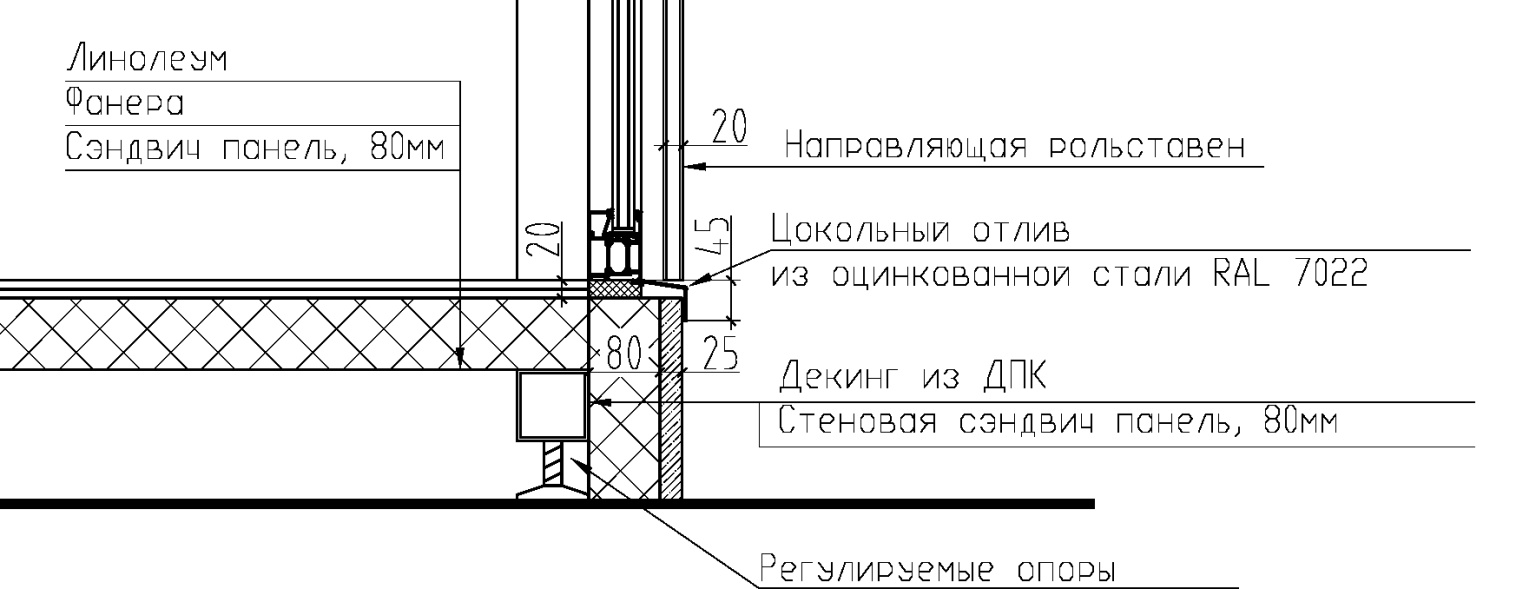 Линолеум
Фанера
Сэндвич панель, 80мм
20
Направляющая рольставен
20
45
Цокольный отлив
из оцинкованной стали RAL 7022
80
25
Декинг из ДПК
Стеновая сэндвич панель, 80мм
Регулируемые опоры